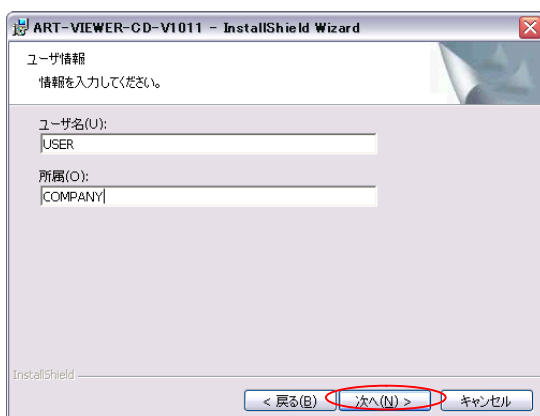 ART-VIEWER-CD-V1011 - InstallShield Wizard
ユーザ情報
情報を入力してください。
ユーザ名(U):
USER
所属(O):
COMPANY
InstallShield
< 戻る(B) 次へ(N) > キャンセル